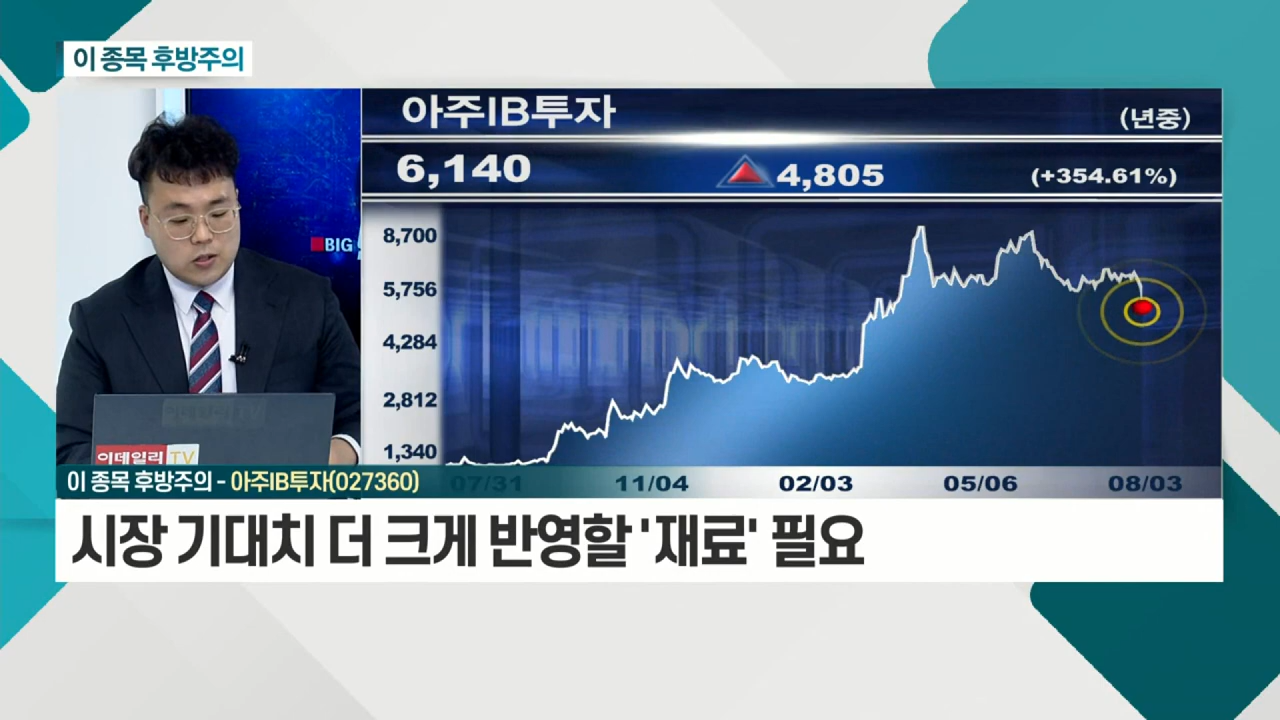 이 종목 후방주의
아주IB투자
(년중)
6,140
4,805
(+354.61%)
8,700
5,756
4,284
2,812
1,340
07/31
11/04
02/03
05/06
08/03
BIG
이데일리 TV
이 종목 후방주의 - 아주IB투자(027360)
시장 기대치 더 크게 반영할 '재료' 필요